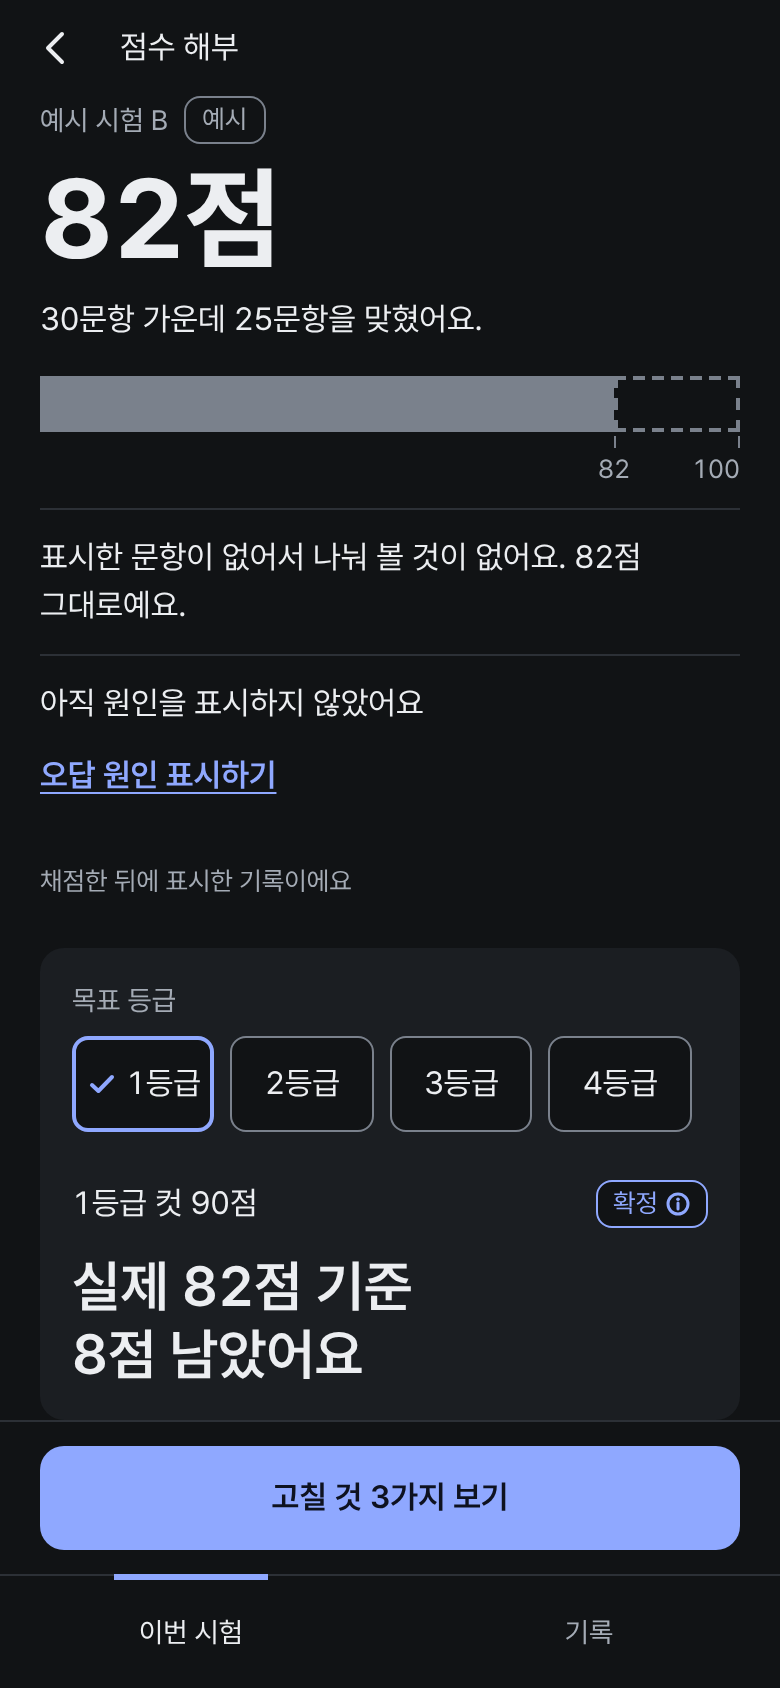 점수 해부
예시 시험 B 예시
82점
30문항 가운데 25문항을 맞혔어요.
82 100
표시한 문항이 없어서 나눠 볼 것이 없어요. 82점
그대로예요.
아직 원인을 표시하지 않았어요
오답 원인 표시하기
채점한 뒤에 표시한 기록이에요
목표 등급
1등급 2등급 3등급 4등급
1등급 컷 90점 확정
실제 82점 기준
8점 남았어요
고칠 것 3가지 보기
이번 시험 기록